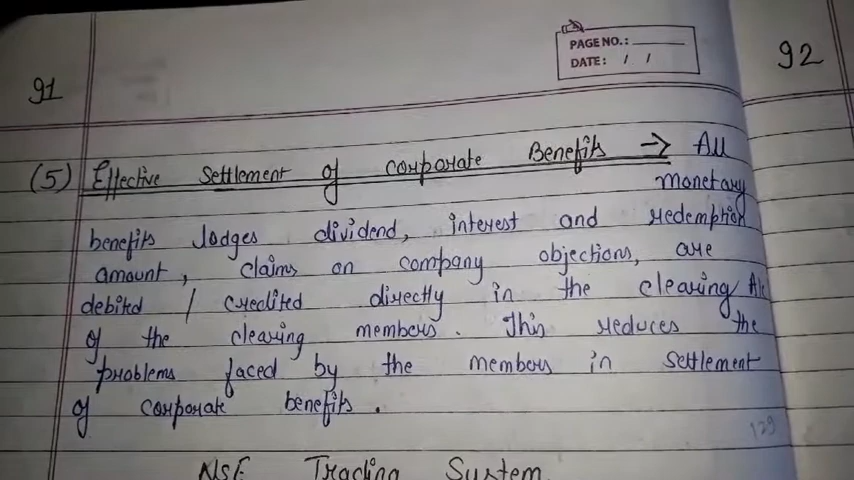 PAGE NO.:
DATE: / /
91
92
(5) Effective Settlement of corporate Benefits → All
monetary
benefits lodges dividend, interest and redemption
amount, claims on company objections, are
debited / credited directly in the clearing A/c
of the clearing members. This reduces the
problems faced by the members in Settlement
of corporate benefits.
129
NSE Trading System